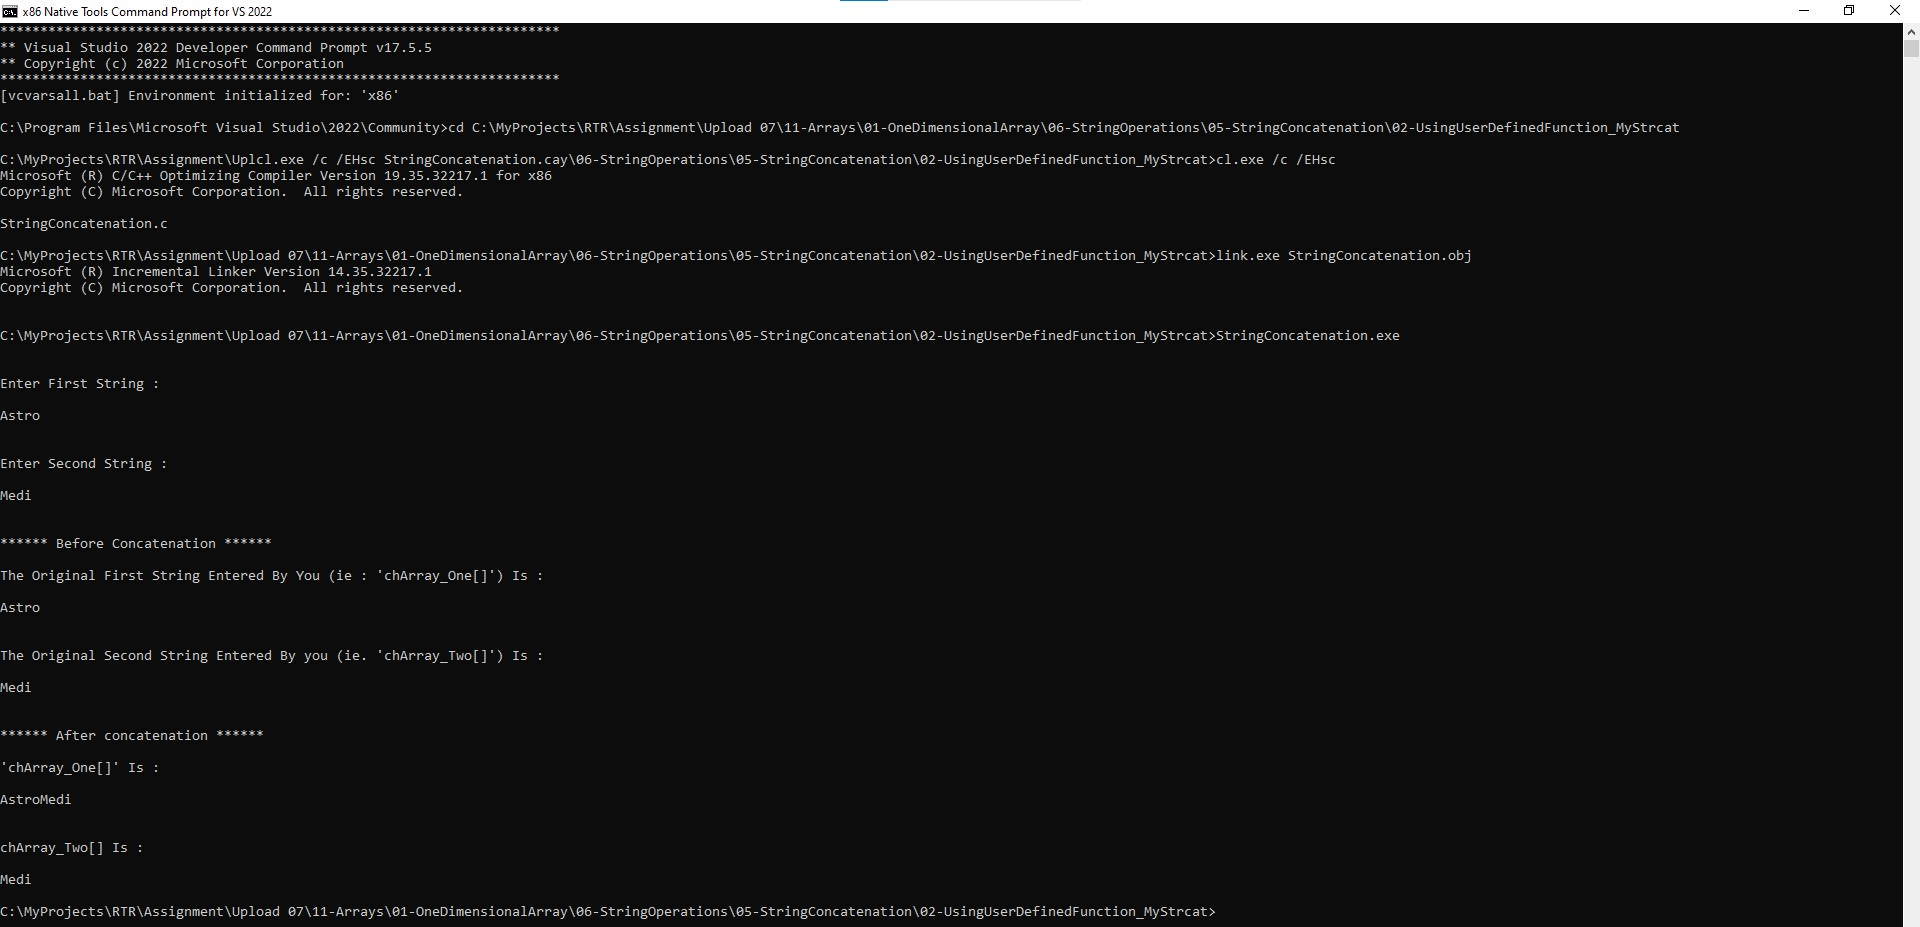 x86 Native Tools Command Prompt for VS 2022
**********************************************************************
** Visual Studio 2022 Developer Command Prompt v17.5.5
** Copyright (c) 2022 Microsoft Corporation
**********************************************************************
[vcvarsall.bat] Environment initialized for: 'x86'
C:\Program Files\Microsoft Visual Studio\2022\Community>cd C:\MyProjects\RTR\Assignment\Upload 07\11-Arrays\01-OneDimensionalArray\06-StringOperations\05-StringConcatenation\02-UsingUserDefinedFunction_MyStrcat
C:\MyProjects\RTR\Assignment\Uplcl.exe /c /EHsc StringConcatenation.cay\06-StringOperations\05-StringConcatenation\02-UsingUserDefinedFunction_MyStrcat>cl.exe /c /EHsc
Microsoft (R) C/C++ Optimizing Compiler Version 19.35.32217.1 for x86
Copyright (C) Microsoft Corporation.  All rights reserved.
StringConcatenation.c
C:\MyProjects\RTR\Assignment\Upload 07\11-Arrays\01-OneDimensionalArray\06-StringOperations\05-StringConcatenation\02-UsingUserDefinedFunction_MyStrcat>link.exe StringConcatenation.obj
Microsoft (R) Incremental Linker Version 14.35.32217.1
Copyright (C) Microsoft Corporation.  All rights reserved.
C:\MyProjects\RTR\Assignment\Upload 07\11-Arrays\01-OneDimensionalArray\06-StringOperations\05-StringConcatenation\02-UsingUserDefinedFunction_MyStrcat>StringConcatenation.exe
Enter First String :
Astro
Enter Second String :
Medi
****** Before Concatenation ******
The Original First String Entered By You (ie : 'chArray_One[]') Is :
Astro
The Original Second String Entered By you (ie. 'chArray_Two[]') Is :
Medi
****** After concatenation ******
'chArray_One[]' Is :
AstroMedi
chArray_Two[] Is :
Medi
C:\MyProjects\RTR\Assignment\Upload 07\11-Arrays\01-OneDimensionalArray\06-StringOperations\05-StringConcatenation\02-UsingUserDefinedFunction_MyStrcat>